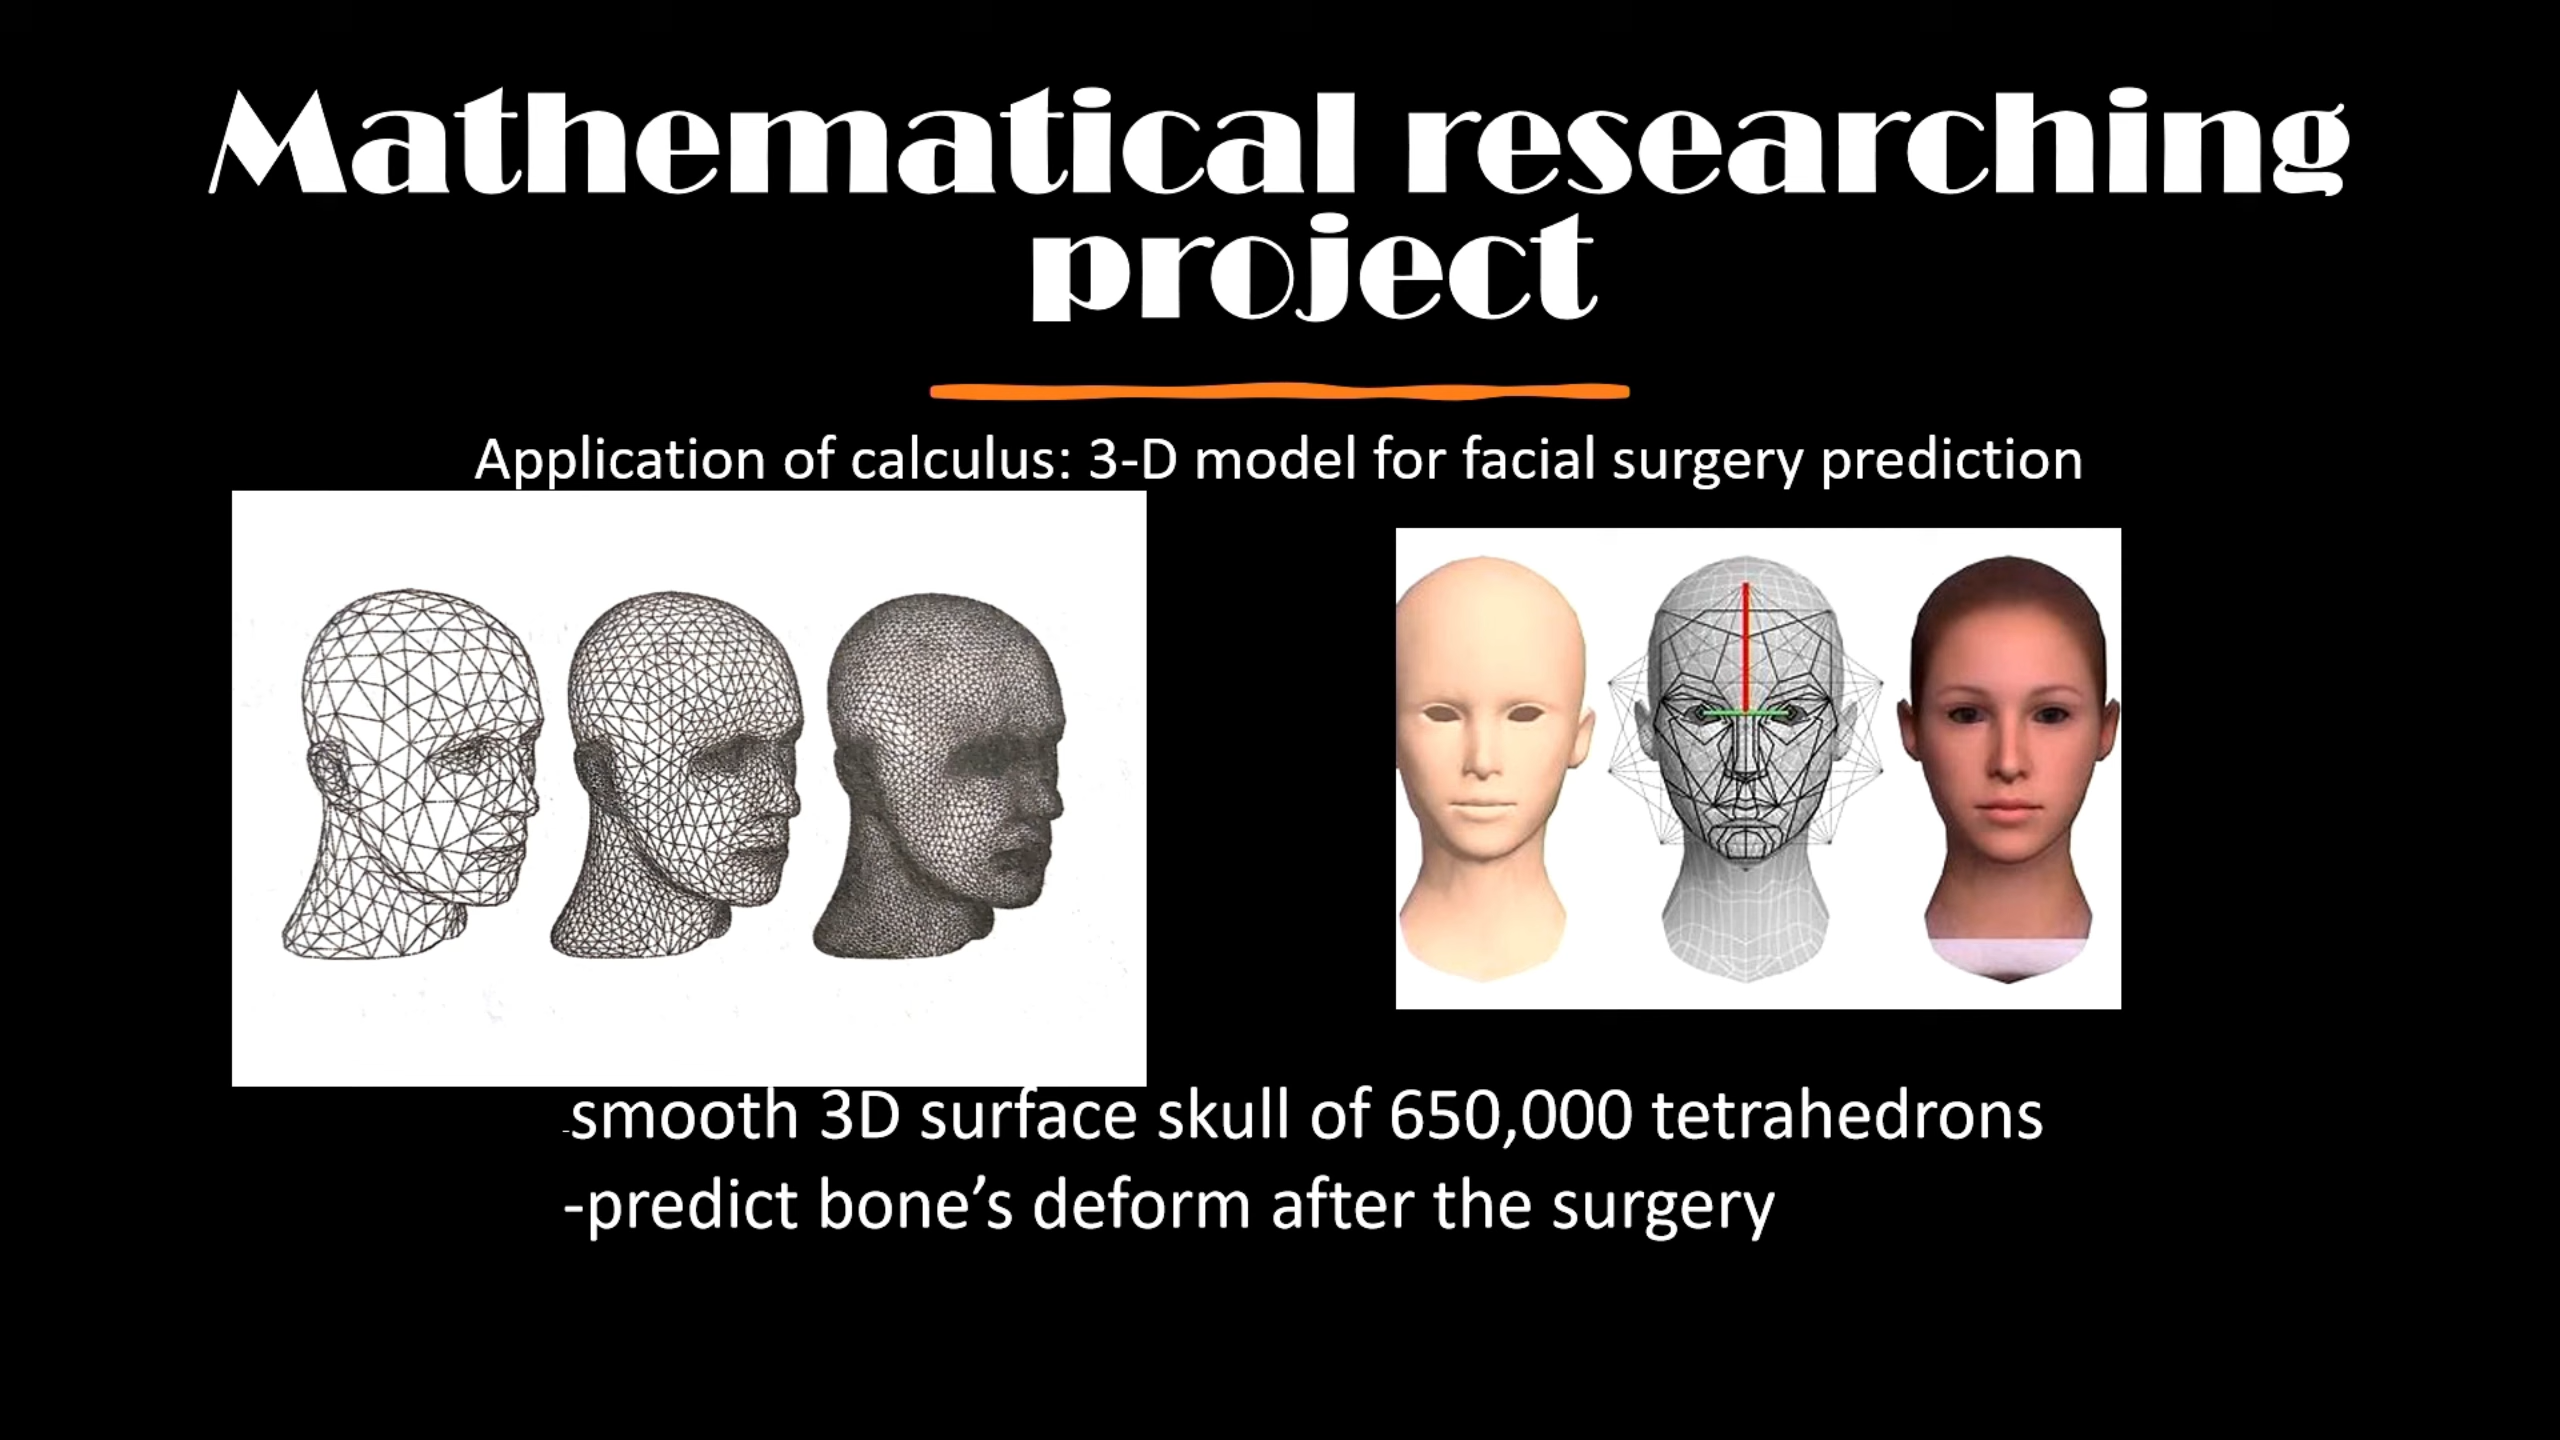 Mathematical researching
project
Application of calculus: 3-D model for facial surgery prediction
-smooth 3D surface skull of 650,000 tetrahedrons
-predict bone’s deform after the surgery